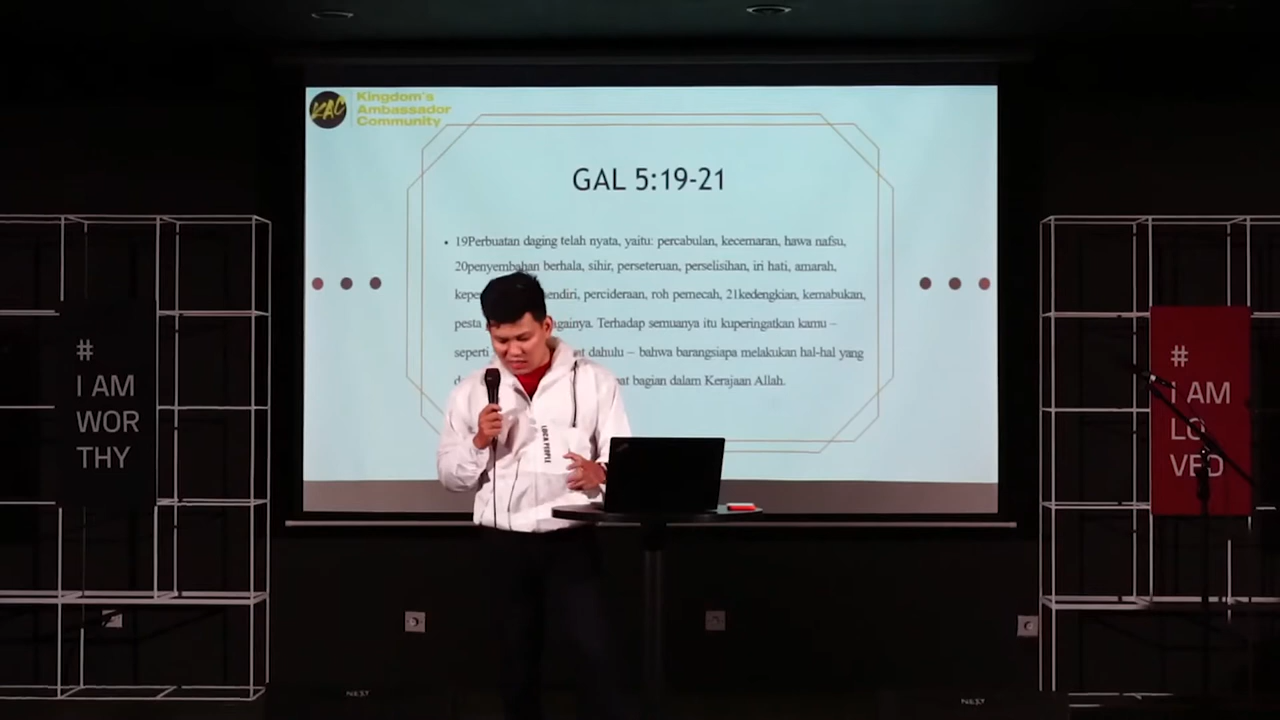 KAC
Kingdom's
Ambassador
Community
GAL 5:19-21
• 19Perbuatan daging telah nyata, yaitu: percabulan, kecemaran, hawa nafsu,
20penyembahan berhala, sihir, perseteruan, perselisihan, iri hati, amarah,
percideraan, roh pemecah, 21kedengkian, kemabukan,
pesta Terhadap semuanya itu kuperingatkan kamu –
seperti dahulu – bahwa barangsiapa melakukan hal-hal yang
bagian dalam Kerajaan Allah.
#
I AM
WOR
THY
#
I AM
LO
VED
LUCA PEOPLE